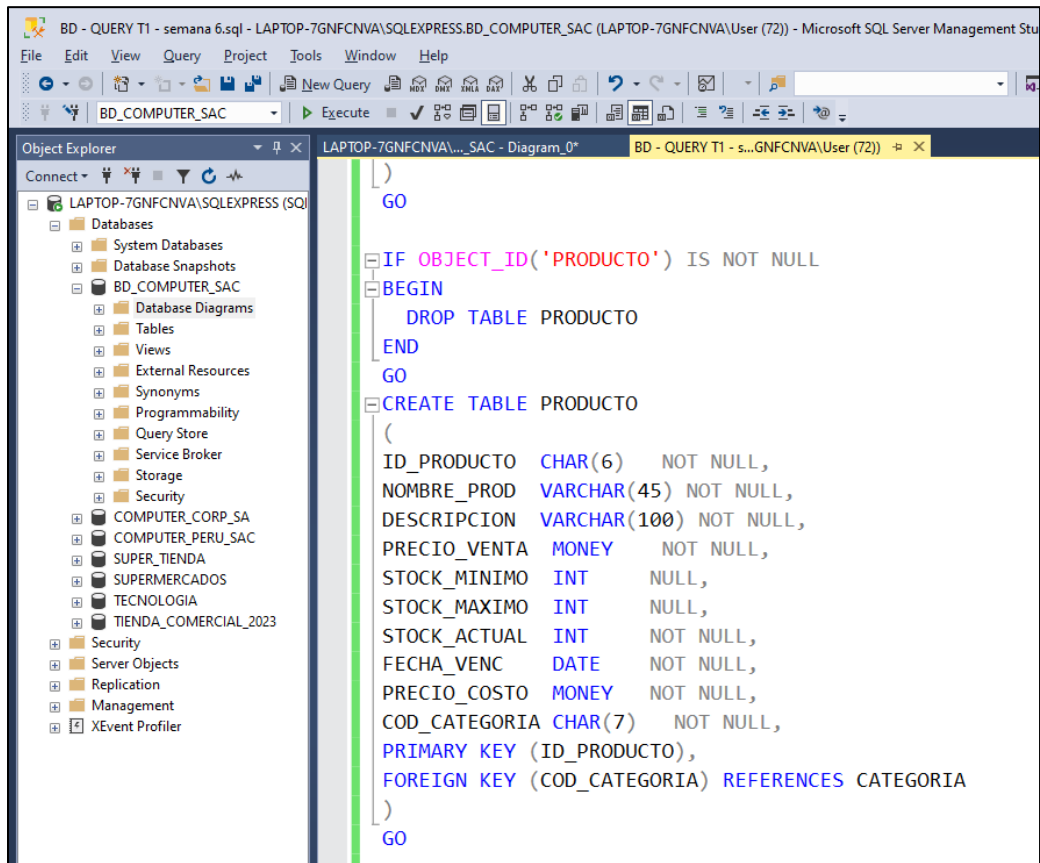 BD - QUERY T1 - semana 6.sql - LAPTOP-7GNFCNVA\SQLEXPRESS.BD_COMPUTER_SAC (LAPTOP-7GNFCNVA\User (72)) - Microsoft SQL Server Management Stu
File Edit View Query Project Tools Window Help
New Query MDX DMX XMLA DAX
BD_COMPUTER_SAC Execute
Object Explorer
Connect
LAPTOP-7GNFCNVA\SQLEXPRESS (SQL
Databases
System Databases
Database Snapshots
BD_COMPUTER_SAC
Database Diagrams
Tables
Views
External Resources
Synonyms
Programmability
Query Store
Service Broker
Storage
Security
COMPUTER_CORP_SA
COMPUTER_PERU_SAC
SUPER_TIENDA
SUPERMERCADOS
TECNOLOGIA
TIENDA_COMERCIAL_2023
Security
Server Objects
Replication
Management
XEvent Profiler
LAPTOP-7GNFCNVA\..._SAC - Diagram_0* BD - QUERY T1 - s...GNFCNVA\User (72))
)
GO
IF OBJECT_ID('PRODUCTO') IS NOT NULL
BEGIN
DROP TABLE PRODUCTO
END
GO
CREATE TABLE PRODUCTO
(
ID_PRODUCTO CHAR(6) NOT NULL,
NOMBRE_PROD VARCHAR(45) NOT NULL,
DESCRIPCION VARCHAR(100) NOT NULL,
PRECIO_VENTA MONEY NOT NULL,
STOCK_MINIMO INT NULL,
STOCK_MAXIMO INT NULL,
STOCK_ACTUAL INT NOT NULL,
FECHA_VENC DATE NOT NULL,
PRECIO_COSTO MONEY NOT NULL,
COD_CATEGORIA CHAR(7) NOT NULL,
PRIMARY KEY (ID_PRODUCTO),
FOREIGN KEY (COD_CATEGORIA) REFERENCES CATEGORIA
)
GO